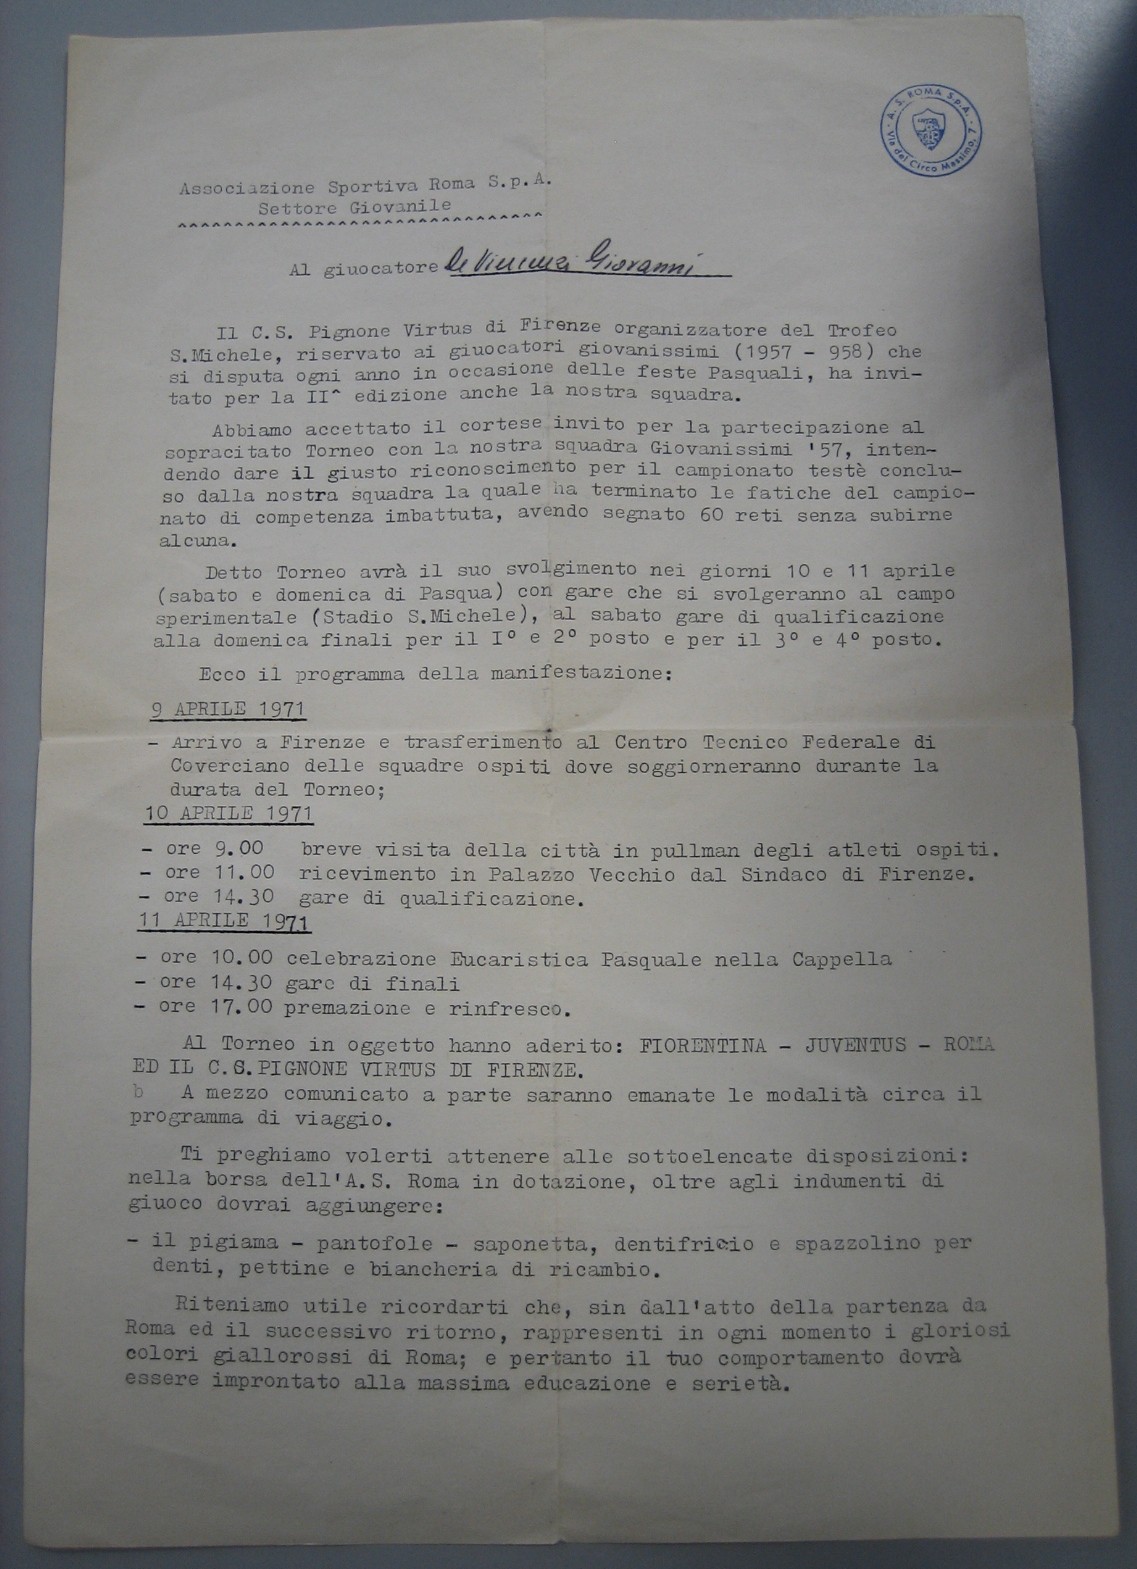 A. S. ROMA S.p.A. - Via del Circo Massimo, 7 -
Associazione Sportiva Roma S.p.A.
Settore Giovanile
^^^^^^^^^^^^^^^^^^^^^^^^^^^^^^^^
Al giuocatore De Vincenzi Giovanni
Il C.S. Pignone Virtus di Firenze organizzatore del Trofeo
S.Michele, riservato ai giuocatori giovanissimi (1957 - 958) che
si disputa ogni anno in occasione delle feste Pasquali, ha invi-
tato per la II^ edizione anche la nostra squadra.
Abbiamo accettato il cortese invito per la partecipazione al
sopracitato Torneo con la nostra squadra Giovanissimi '57, inten-
dendo dare il giusto riconoscimento per il campionato testè conclu-
so dalla nostra squadra la quale ha terminato le fatiche del campio-
nato di competenza imbattuta, avendo segnato 60 reti senza subirne
alcuna.
Detto Torneo avrà il suo svolgimento nei giorni 10 e 11 aprile
(sabato e domenica di Pasqua) con gare che si svolgeranno al campo
sperimentale (Stadio S.Michele), al sabato gare di qualificazione
alla domenica finali per il I° e 2° posto e per il 3° e 4° posto.
Ecco il programma della manifestazione:
9 APRILE 1971
- Arrivo a Firenze e trasferimento al Centro Tecnico Federale di
Coverciano delle squadre ospiti dove soggiorneranno durante la
durata del Torneo;
10 APRILE 1971
- ore 9.00 breve visita della città in pullman degli atleti ospiti.
- ore 11.00 ricevimento in Palazzo Vecchio dal Sindaco di Firenze.
- ore 14.30 gare di qualificazione.
11 APRILE 1971
- ore 10.00 celebrazione Eucaristica Pasquale nella Cappella
- ore 14.30 gare di finali
- ore 17.00 premazione e rinfresco.
Al Torneo in oggetto hanno aderito: FIORENTINA - JUVENTUS - ROMA
ED IL C.S.PIGNONE VIRTUS DI FIRENZE.
b A mezzo comunicato a parte saranno emanate le modalità circa il
programma di viaggio.
Ti preghiamo volerti attenere alle sottoelencate disposizioni:
nella borsa dell'A.S. Roma in dotazione, oltre agli indumenti di
giuoco dovrai aggiungere:
- il pigiama - pantofole - saponetta, dentifricio e spazzolino per
denti, pettine e biancheria di ricambio.
Riteniamo utile ricordarti che, sin dall'atto della partenza da
Roma ed il successivo ritorno, rappresenti in ogni momento i gloriosi
colori giallorossi di Roma; e pertanto il tuo comportamento dovrà
essere improntato alla massima educazione e serietà.